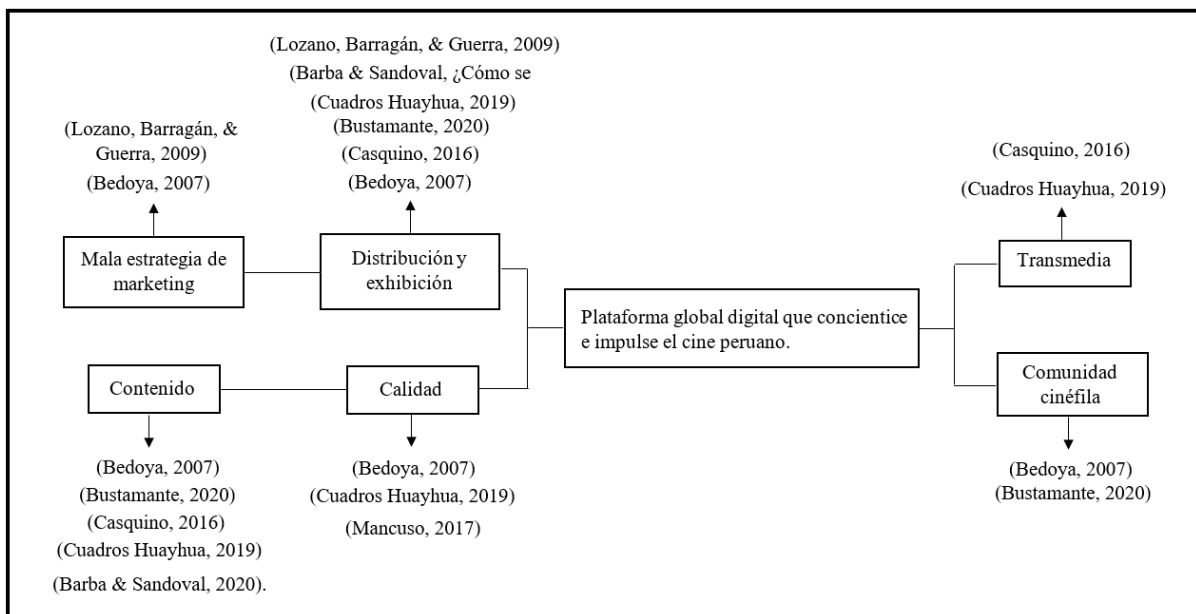 (Lozano, Barragán, &
Guerra, 2009)
(Bedoya, 2007)
Mala estrategia de
marketing
(Lozano, Barragán, & Guerra, 2009)
(Barba & Sandoval, ¿Cómo se
(Cuadros Huayhua, 2019)
(Bustamante, 2020)
(Casquino, 2016)
(Bedoya, 2007)
Distribución y
exhibición
Contenido
(Bedoya, 2007)
(Bustamante, 2020)
(Casquino, 2016)
(Cuadros Huayhua, 2019)
(Barba & Sandoval, 2020).
Calidad
(Bedoya, 2007)
(Cuadros Huayhua, 2019)
(Mancuso, 2017)
Plataforma global digital que concientice
e impulse el cine peruano.
(Casquino, 2016)
(Cuadros Huayhua, 2019)
Transmedia
Comunidad
cinéfila
(Bedoya, 2007)
(Bustamante, 2020)